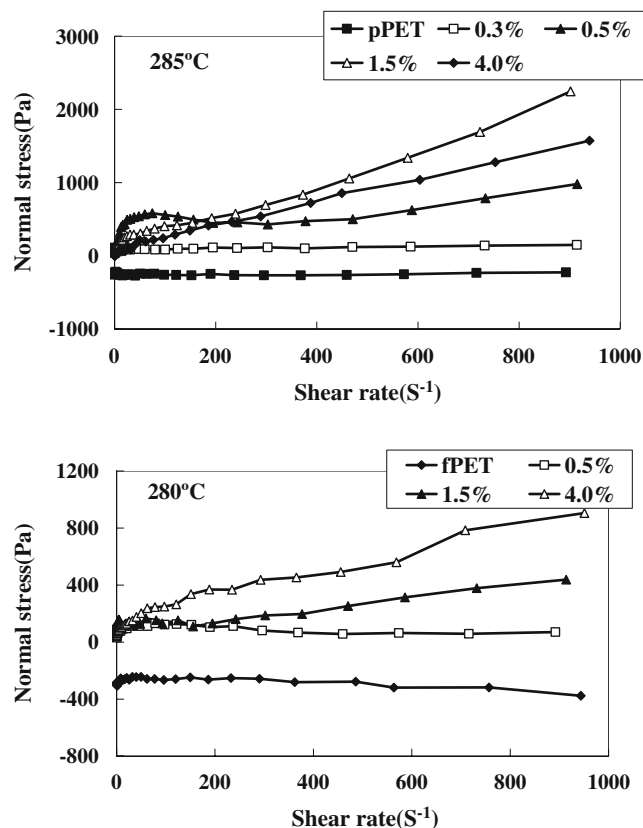 pPET 0.3% 0.5%
1.5% 4.0%
285ºC
3000
2000
1000
0
-1000
Normal stress(Pa)
0 200 400 600 800 1000
Shear rate(S-1)
fPET 0.5%
1.5% 4.0%
280ºC
1200
800
400
0
-400
-800
Normal stress(Pa)
0 200 400 600 800 1000
Shear rate(S-1)